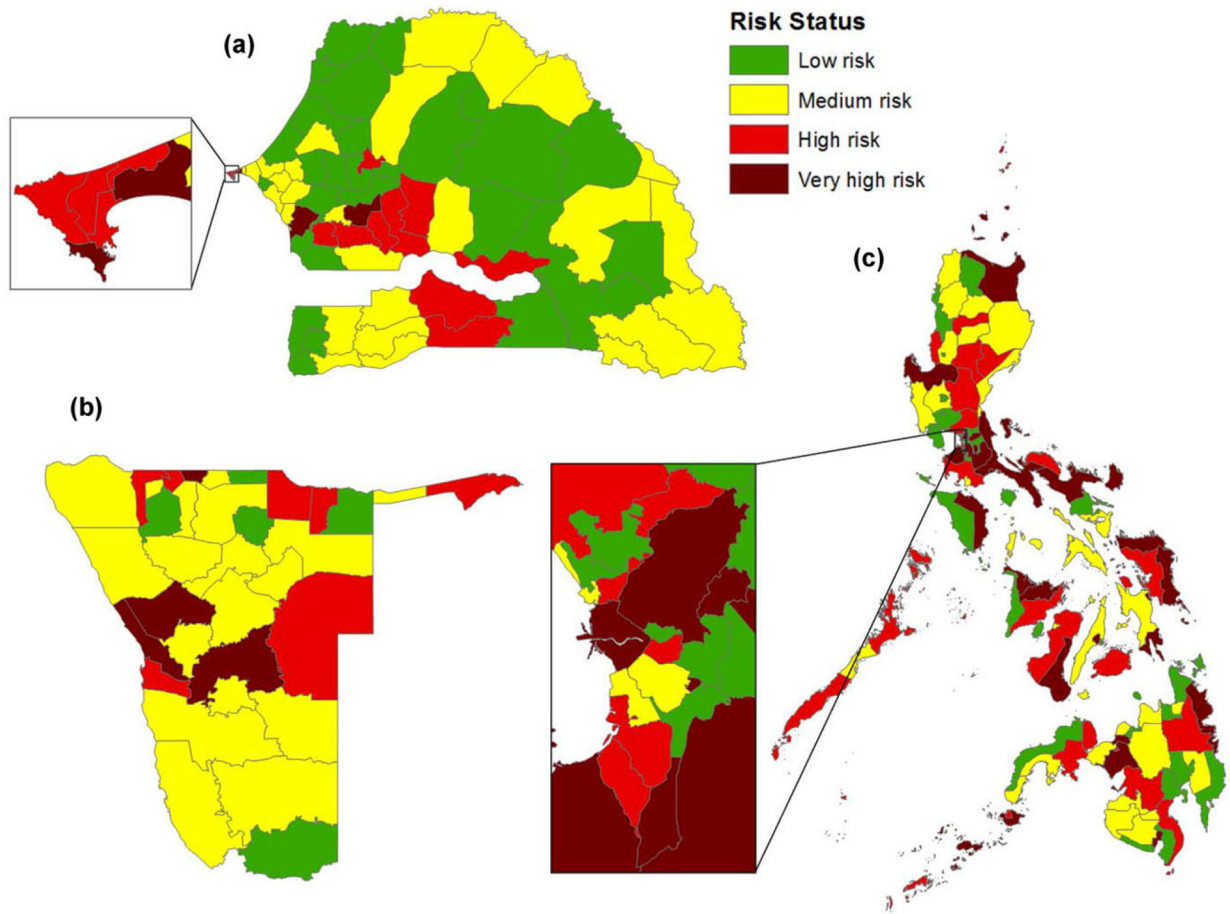 (a)
Risk Status
Low risk
Medium risk
High risk
Very high risk
(c)
(b)